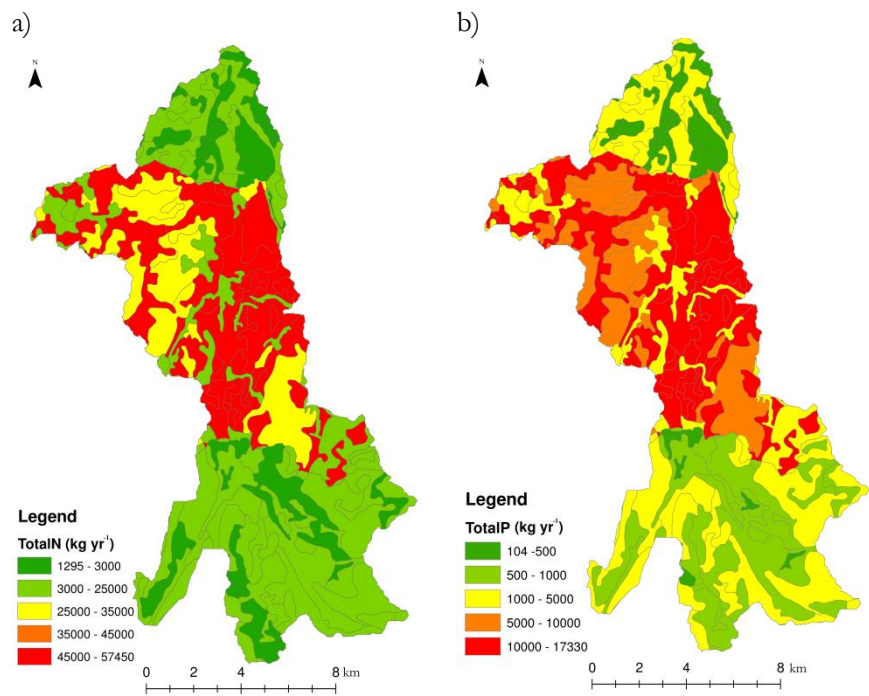 a)
b)
N
N
Legend
TotalN (kg yr⁻¹)
1295 - 3000
3000 - 25000
25000 - 35000
35000 - 45000
45000 - 57450
0 2 4 8 km
Legend
TotalP (kg yr⁻¹)
104 -500
500 - 1000
1000 - 5000
5000 - 10000
10000 - 17330
0 2 4 8 km